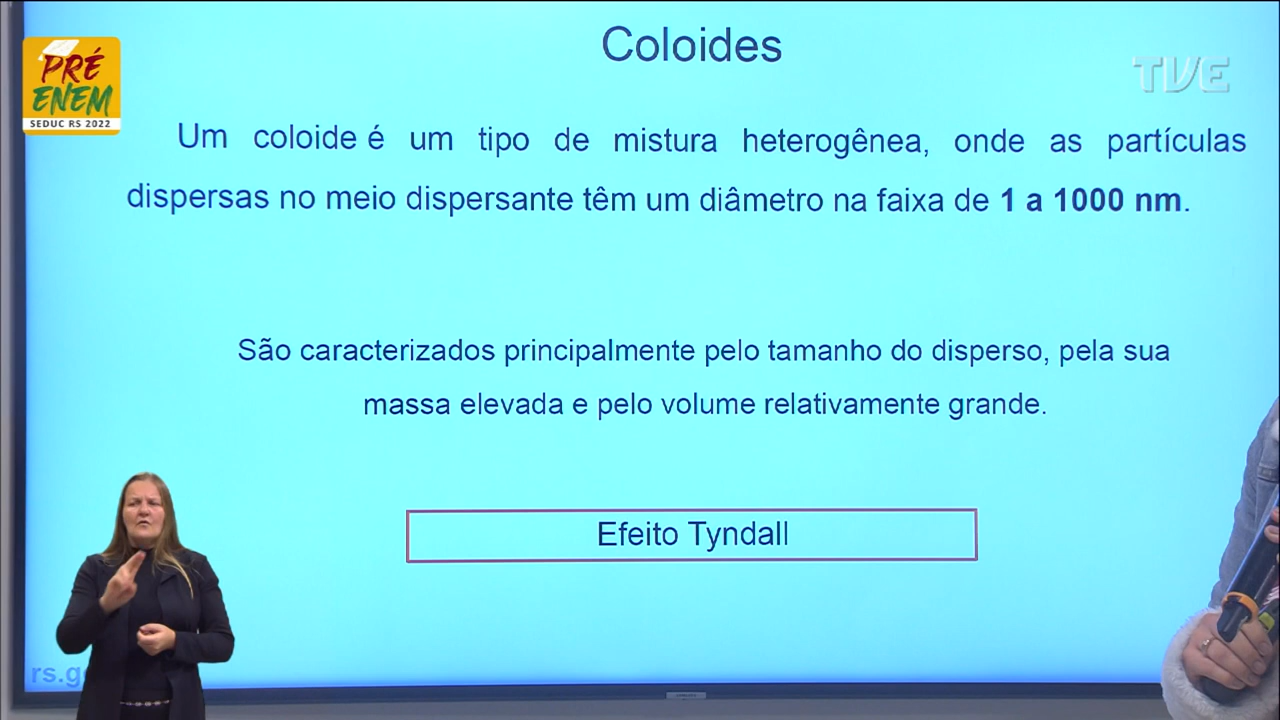 Coloides
PRÉ
ENEM
SEDUC RS 2022
TVE
Um coloide é um tipo de mistura heterogênea, onde as partículas
dispersas no meio dispersante têm um diâmetro na faixa de 1 a 1000 nm.
São caracterizados principalmente pelo tamanho do disperso, pela sua
massa elevada e pelo volume relativamente grande.
Efeito Tyndall